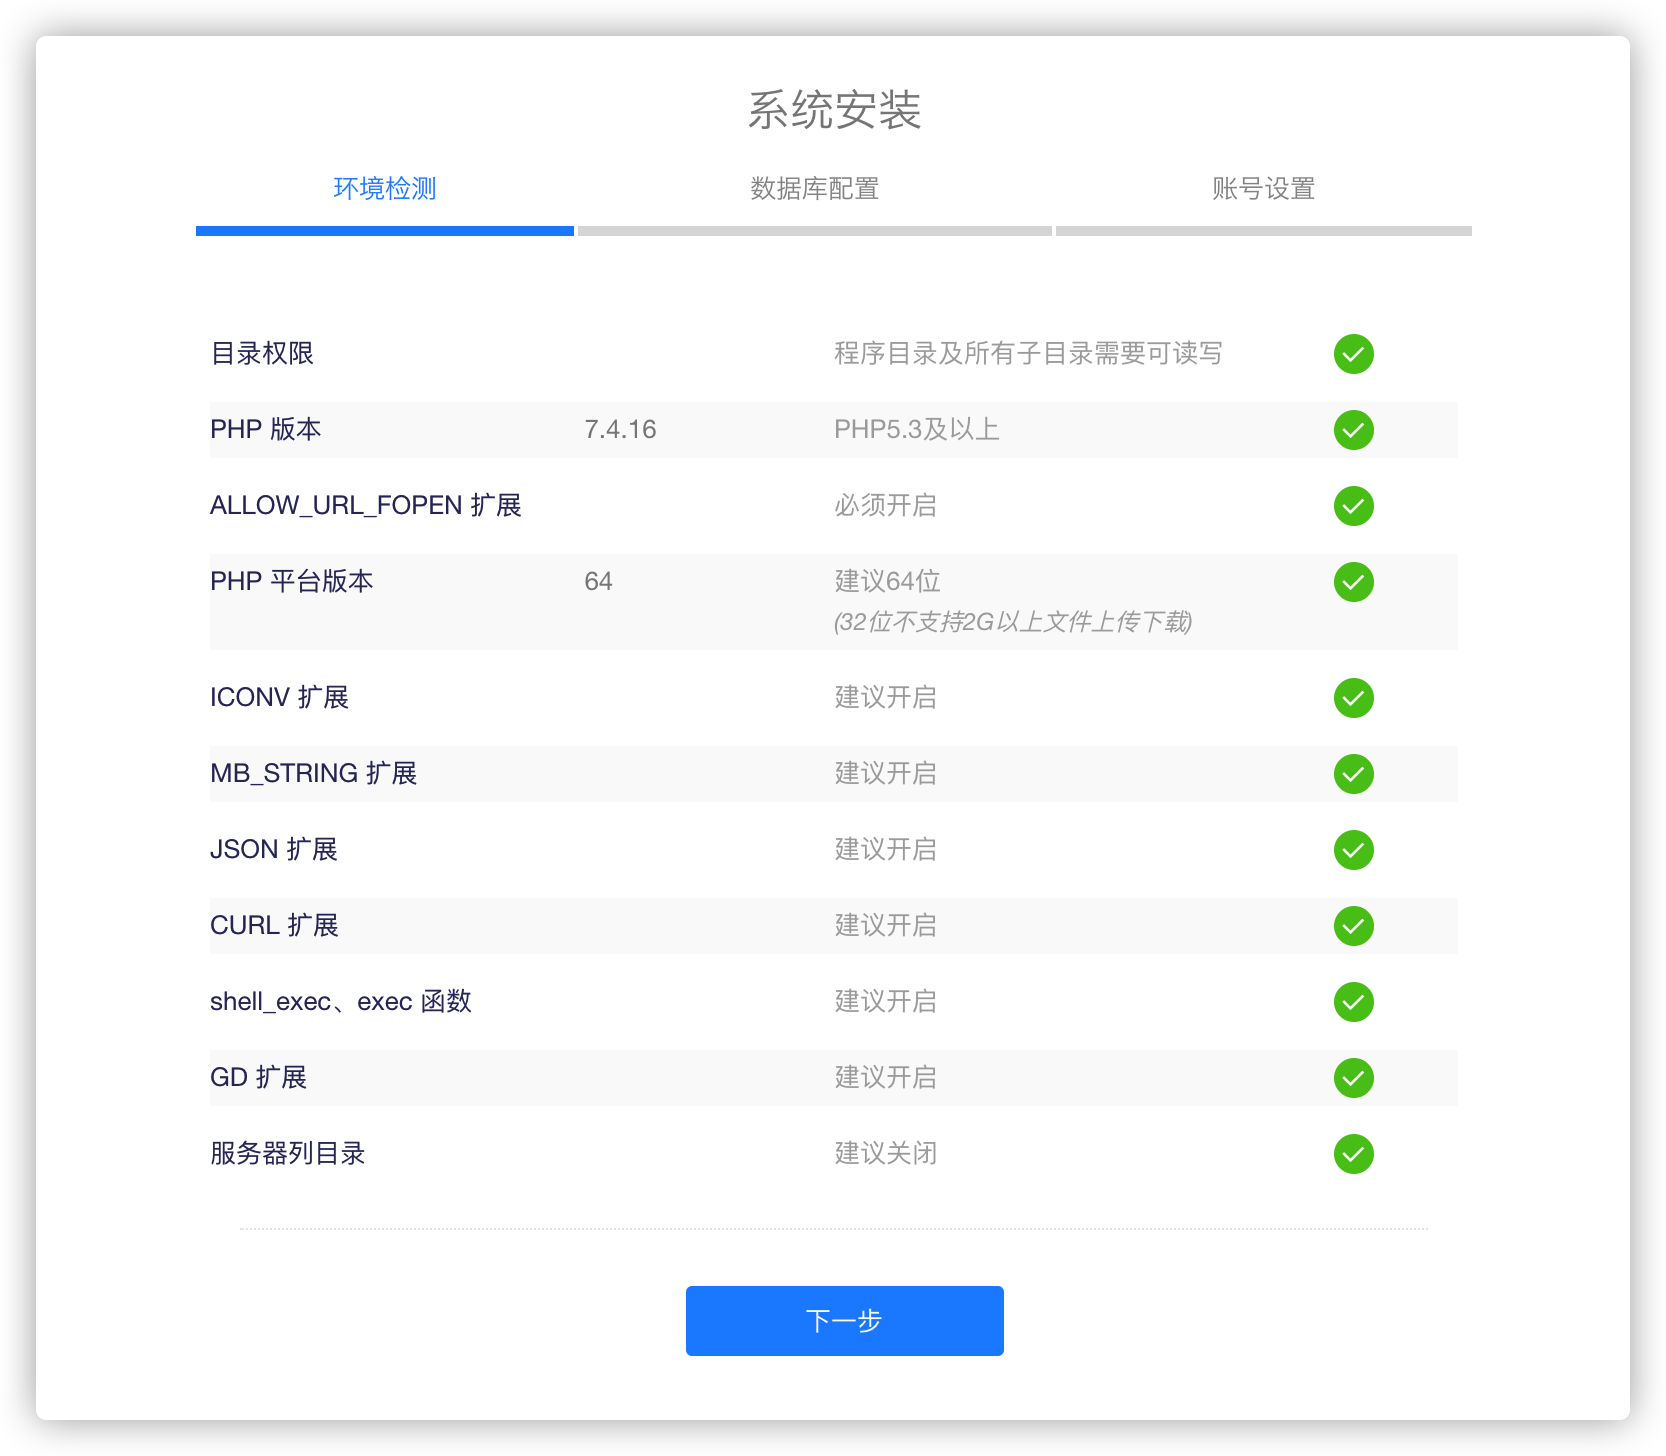 系统安装
环境检测 数据库配置 账号设置
目录权限 程序目录及所有子目录需要可读写
PHP 版本 7.4.16 PHP5.3及以上
ALLOW_URL_FOPEN 扩展 必须开启
PHP 平台版本 64 建议64位
(32位不支持2G以上文件上传下载)
ICONV 扩展 建议开启
MB_STRING 扩展 建议开启
JSON 扩展 建议开启
CURL 扩展 建议开启
shell_exec、exec 函数 建议开启
GD 扩展 建议开启
服务器列目录 建议关闭
下一步